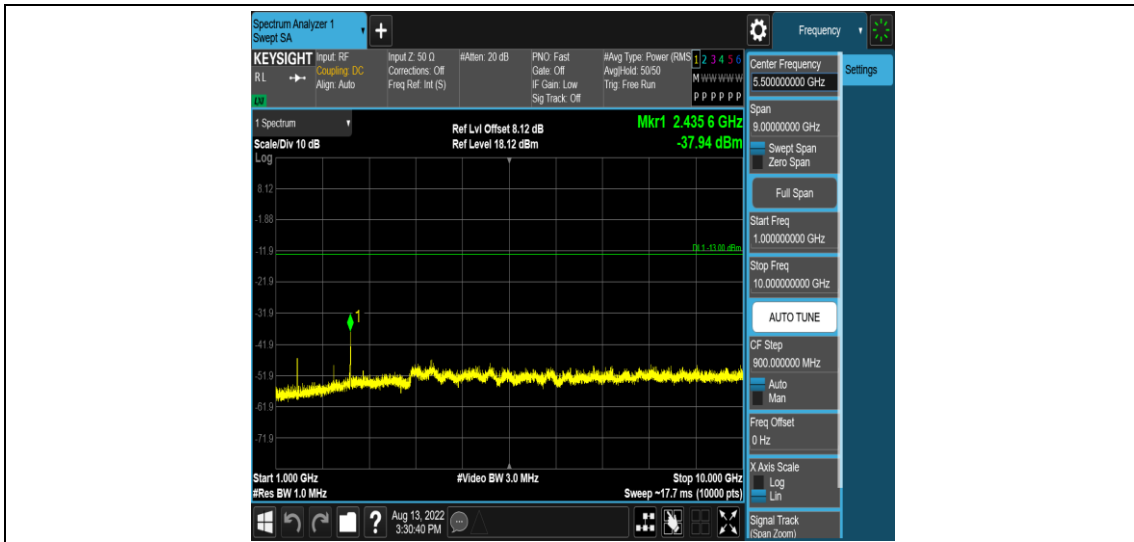 Spectrum Analyzer 1
Swept SA
+
Frequency
KEYSIGHT
RL
LXI
Input: RF
Coupling: DC
Align: Auto
Input Z: 50 Ω
Corrections: Off
Freq Ref: Int (S)
#Atten: 20 dB
PNO: Fast
Gate: Off
IF Gain: Low
Sig Track: Off
#Avg Type: Power (RMS
Avg|Hold: 50/50
Trig: Free Run
1 2 3 4 5 6
M W W W W W
P P P P P P
1 Spectrum
Scale/Div 10 dB
Log
Ref Lvl Offset 8.12 dB
Ref Level 18.12 dBm
Mkr1 2.435 6 GHz
-37.94 dBm
8.12
-1.88
-11.9
DL1 -13.00 dBm
-21.9
-31.9
1
-41.9
-51.9
-61.9
-71.9
Start 1.000 GHz
#Res BW 1.0 MHz
#Video BW 3.0 MHz
Stop 10.000 GHz
Sweep ~17.7 ms (10000 pts)
Center Frequency
5.500000000 GHz
Settings
Span
9.00000000 GHz
Swept Span
Zero Span
Full Span
Start Freq
1.000000000 GHz
Stop Freq
10.000000000 GHz
AUTO TUNE
CF Step
900.000000 MHz
Auto
Man
Freq Offset
0 Hz
X Axis Scale
Log
Lin
Signal Track
(Span Zoom)
?
Aug 13, 2022
3:30:40 PM